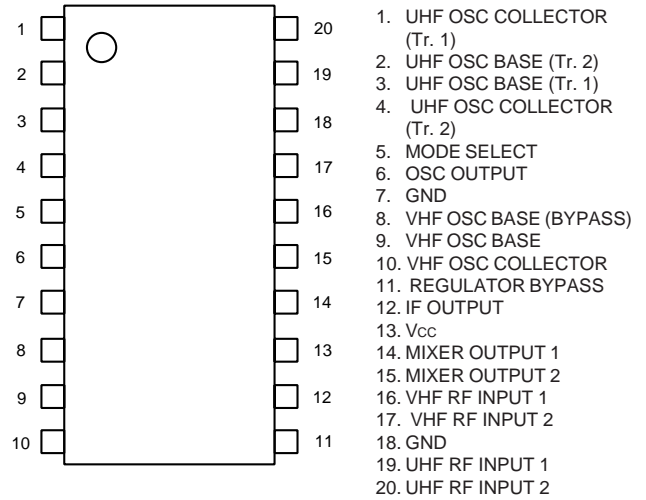 1
2
3
4
5
6
7
8
9
10
20
19
18
17
16
15
14
13
12
11
1. UHF OSC COLLECTOR
(Tr. 1)
2. UHF OSC BASE (Tr. 2)
3. UHF OSC BASE (Tr. 1)
4. UHF OSC COLLECTOR
(Tr. 2)
5. MODE SELECT
6. OSC OUTPUT
7. GND
8. VHF OSC BASE (BYPASS)
9. VHF OSC BASE
10. VHF OSC COLLECTOR
11. REGULATOR BYPASS
12. IF OUTPUT
13. VCC
14. MIXER OUTPUT 1
15. MIXER OUTPUT 2
16. VHF RF INPUT 1
17. VHF RF INPUT 2
18. GND
19. UHF RF INPUT 1
20. UHF RF INPUT 2